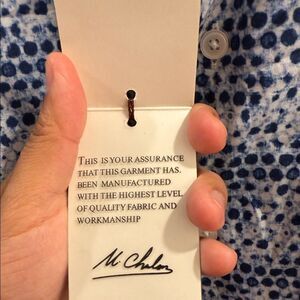 THIS IS YOUR ASSURANCE
THAT THIS GARMENT HAS.
BEEN MANUFACTURED
WITH THE HIGHEST LEVEL
OF QUALITY FABRIC AND
WORKMANSHIP